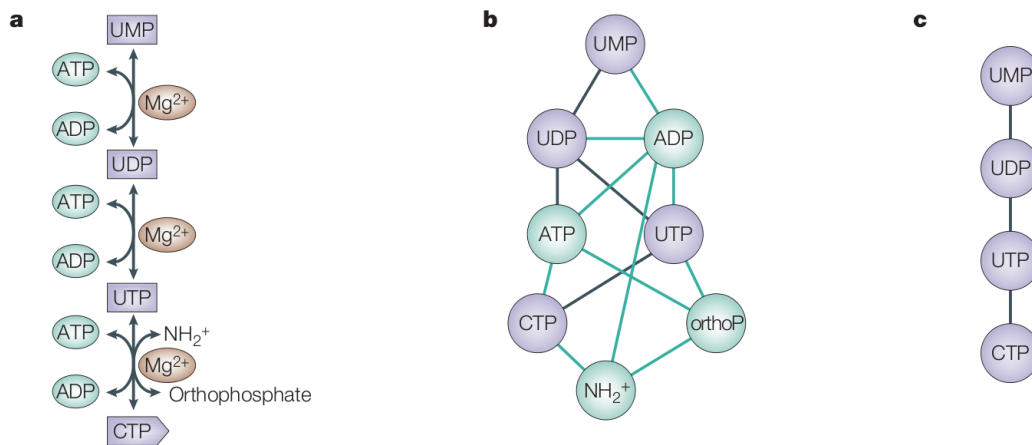 a
UMP
ATP
Mg²⁺
ADP
UDP
ATP
Mg²⁺
ADP
UTP
ATP
NH₂⁺
Mg²⁺
ADP
Orthophosphate
CTP
b
UMP
UDP
ADP
ATP
UTP
CTP
orthoP
NH₂⁺
c
UMP
UDP
UTP
CTP